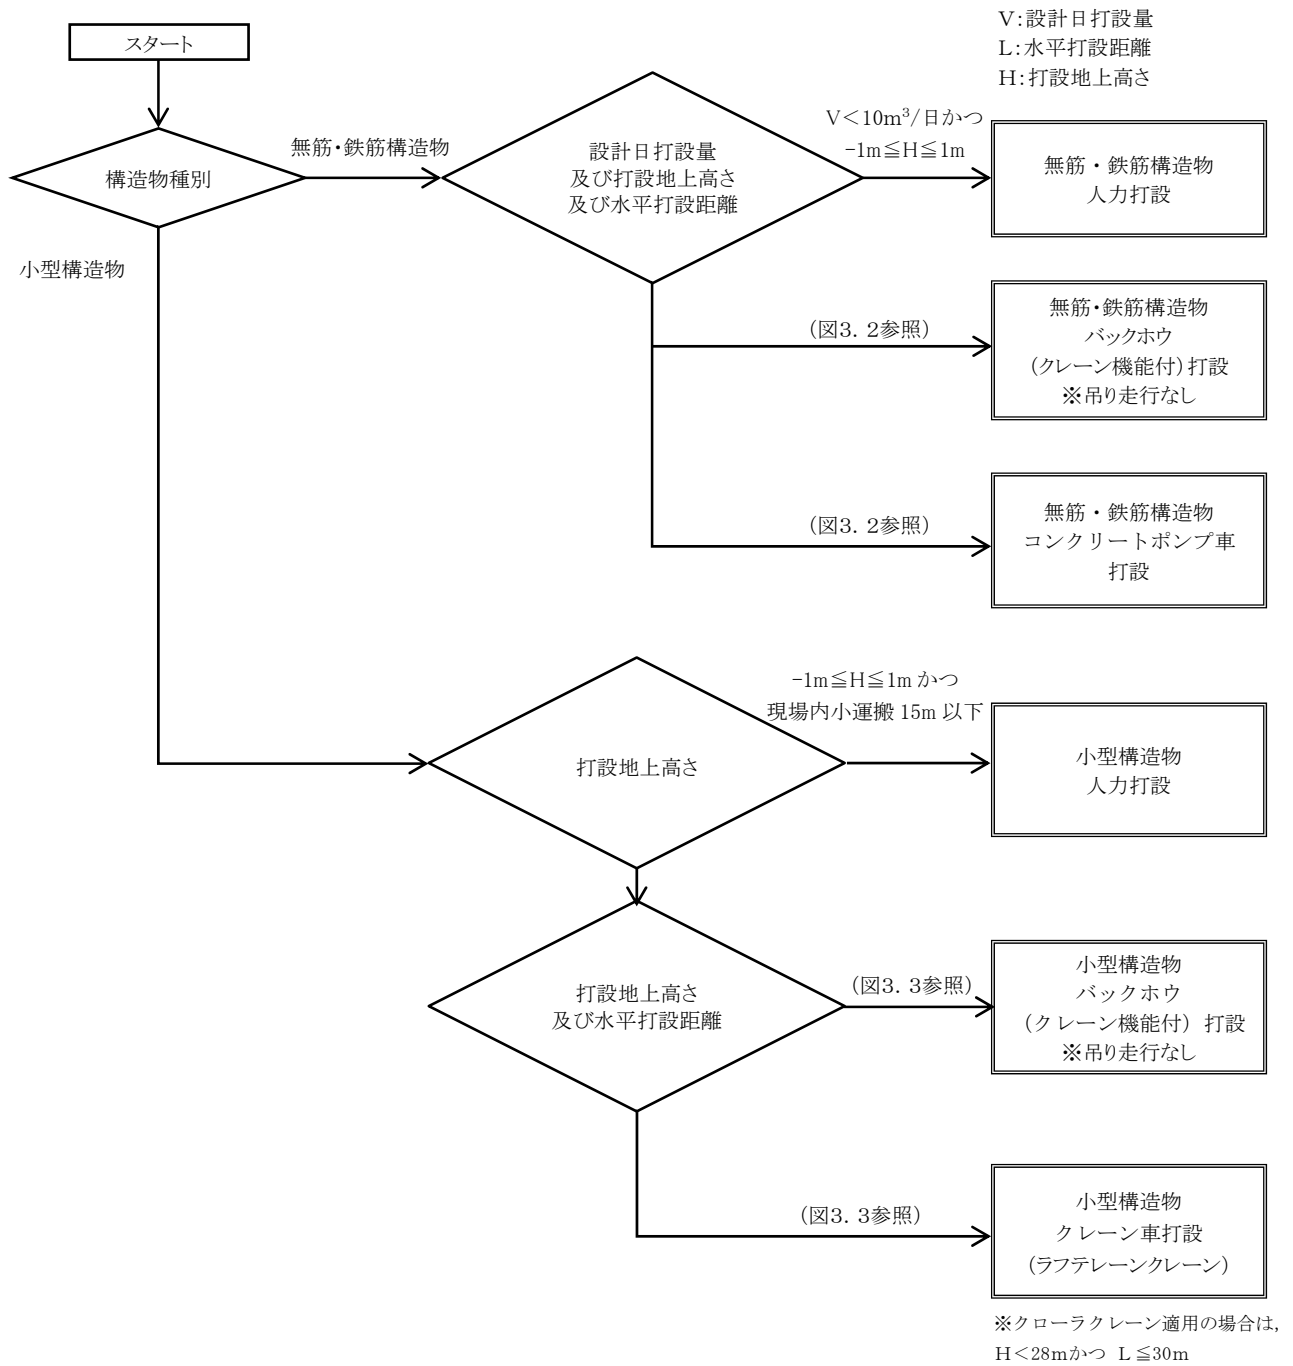 V:設計日打設量
L:水平打設距離
H:打設地上高さ
スタート
構造物種別
無筋・鉄筋構造物
設計日打設量
及び打設地上高さ
及び水平打設距離
V<10m³/日かつ
-1m≦H≦1m
無筋・鉄筋構造物
人力打設
小型構造物
(図3.2参照)
無筋・鉄筋構造物
バックホウ
(クレーン機能付)打設
※吊り走行なし
(図3.2参照)
無筋・鉄筋構造物
コンクリートポンプ車
打設
打設地上高さ
-1m≦H≦1m かつ
現場内小運搬 15m 以下
小型構造物
人力打設
打設地上高さ
及び水平打設距離
(図3.3参照)
小型構造物
バックホウ
(クレーン機能付) 打設
※吊り走行なし
(図3.3参照)
小型構造物
クレーン車打設
(ラフテレーンクレーン)
※クローラクレーン適用の場合は,
H<28mかつ L≦30m